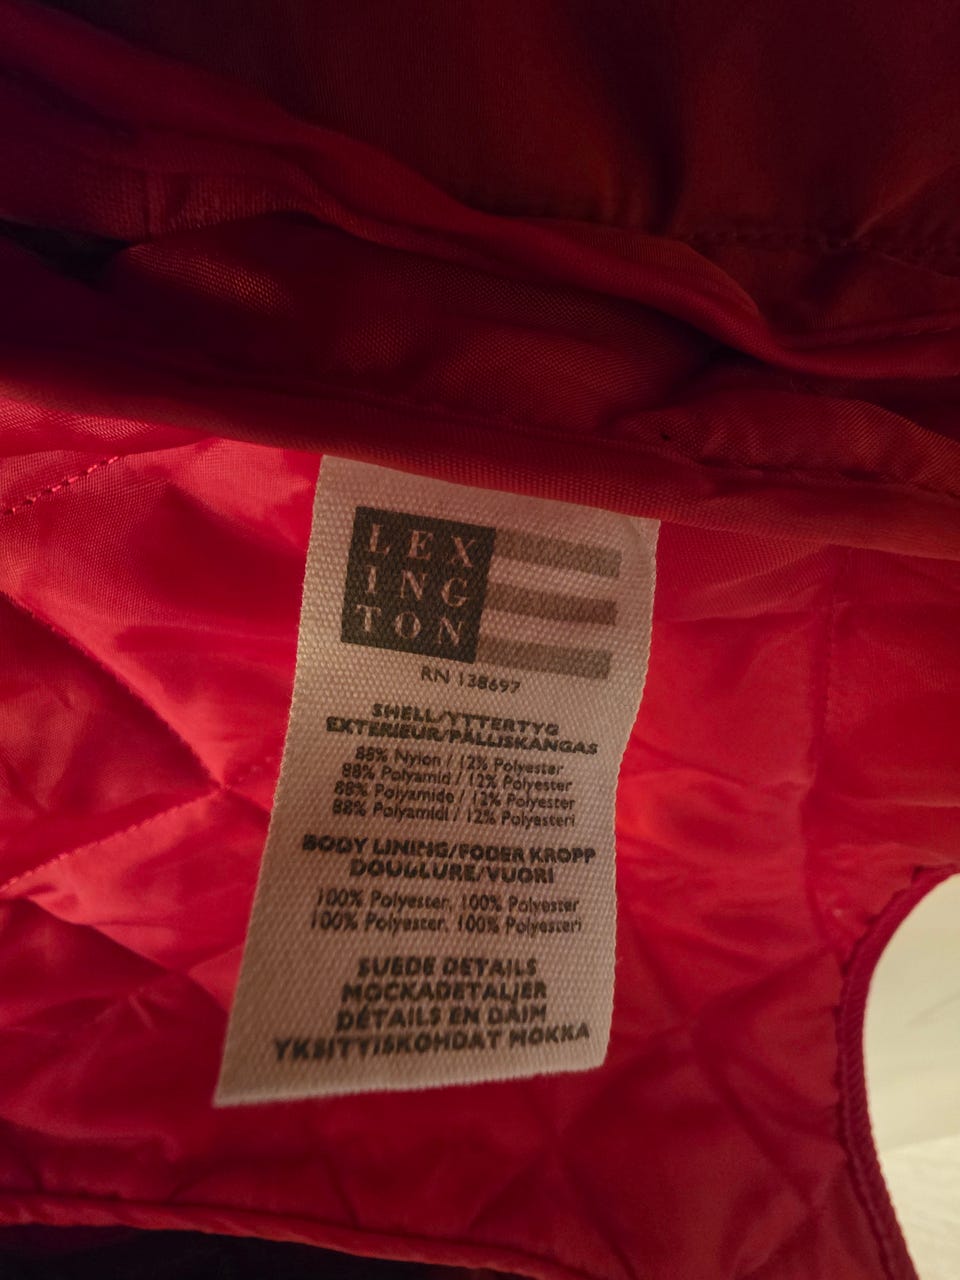 LEX
ING
TON
RN 138697
SHELL/YTTERTYG
EXTERIEUR/PÄLLISKANGAS
88% Nylon / 12% Polyester
88% Polyamid / 12% Polyester
88% Polyamide / 12% Polyester
88% Polyamidi / 12% Polyesteri
BODY LINING/FODER KROPP
DOUBLURE/VUORI
100% Polyester, 100% Polyester
100% Polyester, 100% Polyesteri
SUEDE DETAILS
MOCKADETALJER
DÉTAILS EN DAIM
YKSITYISKOHDAT MOKKA